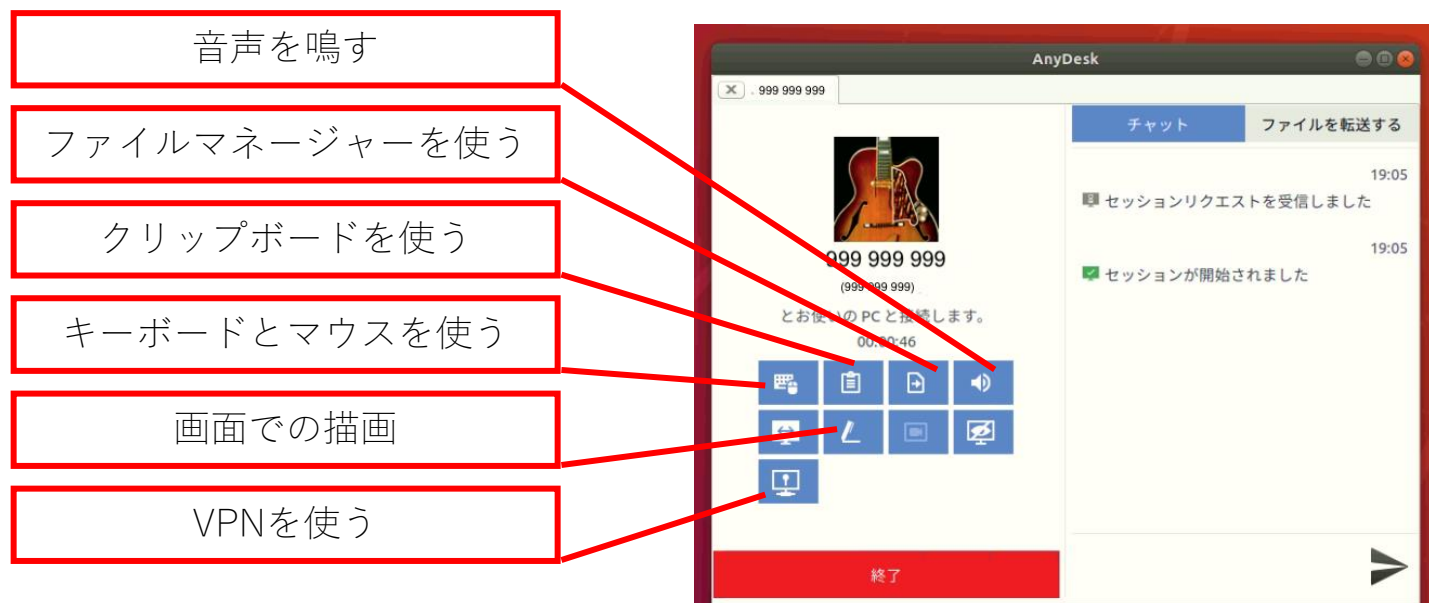 音声を鳴す
ファイルマネージャーを使う
クリップボードを使う
キーボードとマウスを使う
画面での描画
VPNを使う
AnyDesk
999 999 999
999 999 999
(999 999 999)
とお使いの PC と接続します。
00:00:46
終了
チャット
ファイルを転送する
19:05
セッションリクエストを受信しました
19:05
セッションが開始されました